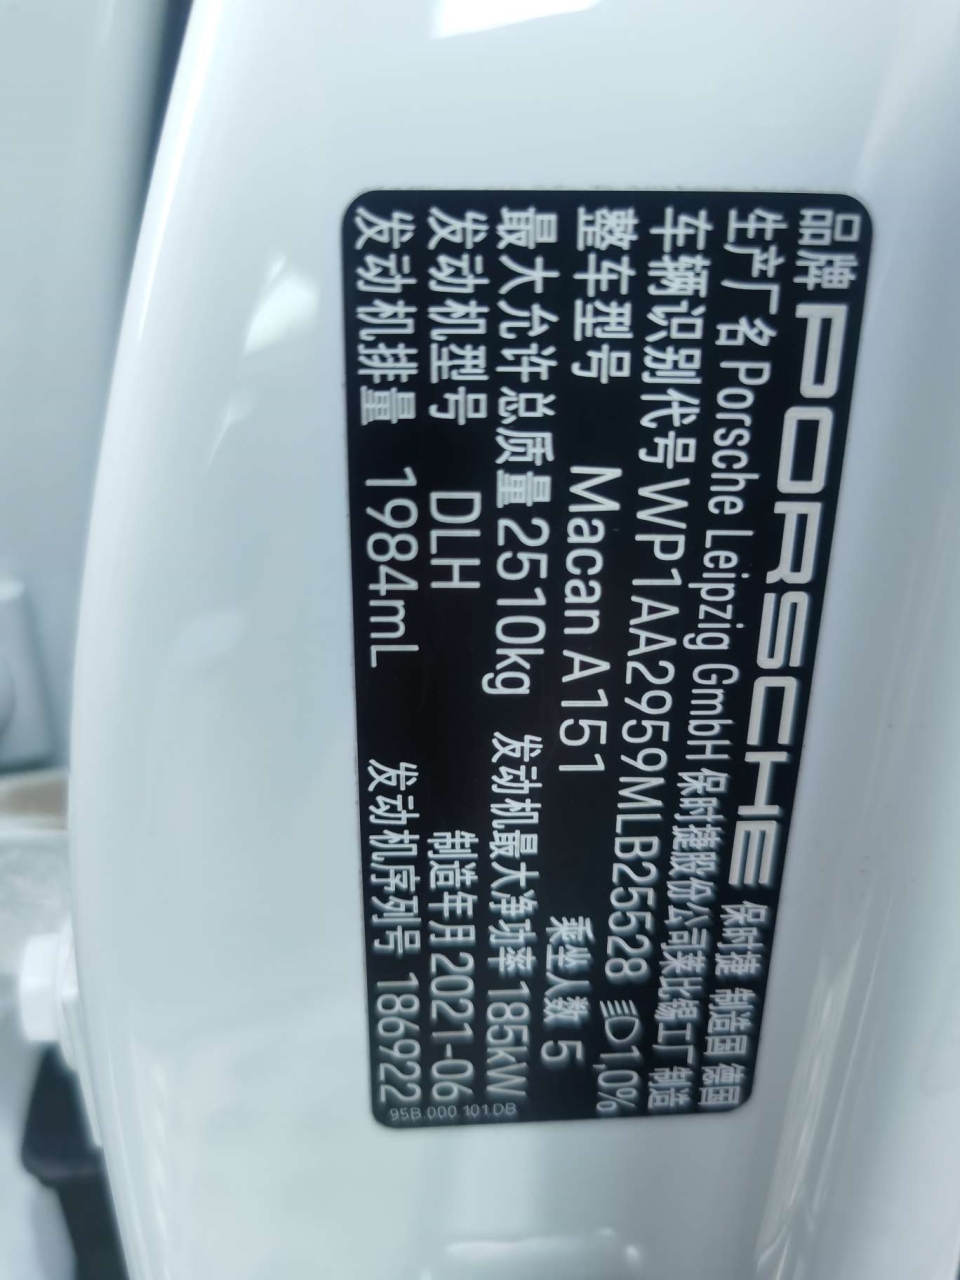 品牌 PORSCHE 保时捷 制造国 德国
生产厂名 Porsche Leipzig GmbH 保时捷股份公司莱比锡工厂制造
车辆识别代号 WP1AA2959MLB25528 1,0%
整车型号 Macan A151 乘坐人数 5
最大允许总质量 2510kg 发动机最大净功率 185kW
发动机型号 DLH 制造年月 2021-06
发动机排量 1984mL 发动机序列号 186922
95B.000.101.DB